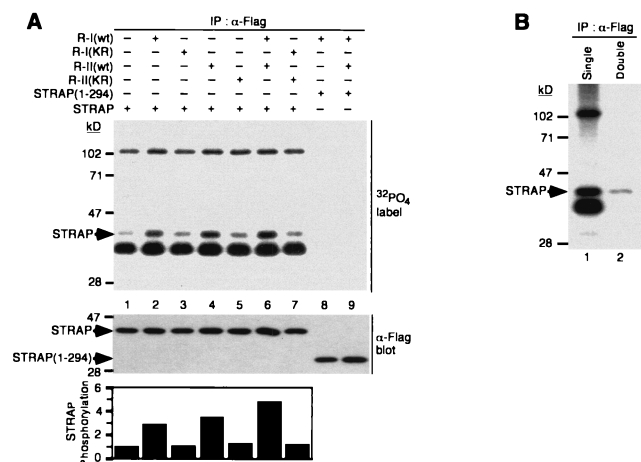 A
IP : α-Flag
R-I(wt) – + – – – + – + +
R-I(KR) – – + – – – + – –
R-II(wt) – – – + – + – – +
R-II(KR) – – – – + – + – –
STRAP(1-294) – – – – – – – + +
STRAP + + + + + + + – –
kD
102
71
47
STRAP
28
32PO4
label
1 2 3 4 5 6 7 8 9
47
STRAP
STRAP(1-294)
28
α-Flag
blot
STRAP
Phosphorylation
6
4
2
0
B
IP : α-Flag
Single Double
kD
102
71
47
STRAP
28
1 2